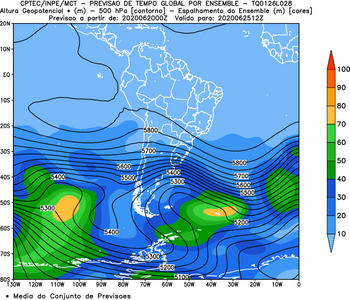 CPTEC/INPE/MCT - PREVISAO DE TEMPO GLOBAL POR ENSEMBLE - TQ0126L028
Altura Geopotencial * (m) - 500 hPa [contorno] - Espalhamento do Ensemble (m) [cores]
Previsao a partir de: 2020062000Z Valido para: 2020062512Z
20N
10N
EQ
10S
20S
30S
40S
50S
60S
70S
80S
130W 120W 110W 100W 90W 80W 70W 60W 50W 40W 30W 20W 10W 0
5800
5700
5600
5500
5400
5300
5400
5300
5400
5300
5200
5100
5800
5700
5600
5500
5200
100
90
80
70
60
50
40
30
20
10
* Media do Conjunto de Previsoes